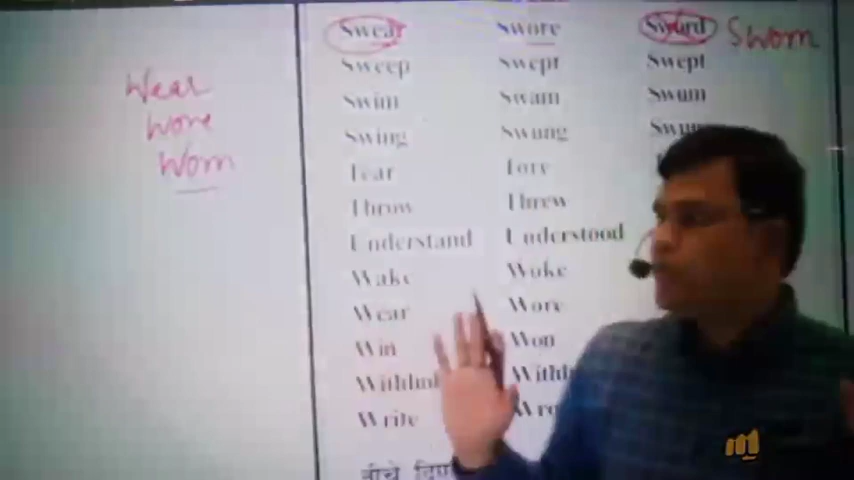 Swear Swore Sword Sworn
Sweep Swept Swept
Swim Swam Swum
Swing Swung
Tear Tore
Throw Threw
Understand Understood
Wake Woke
Wear Wore
Win Won
Write
नीचे
Wear
Wore
Worn